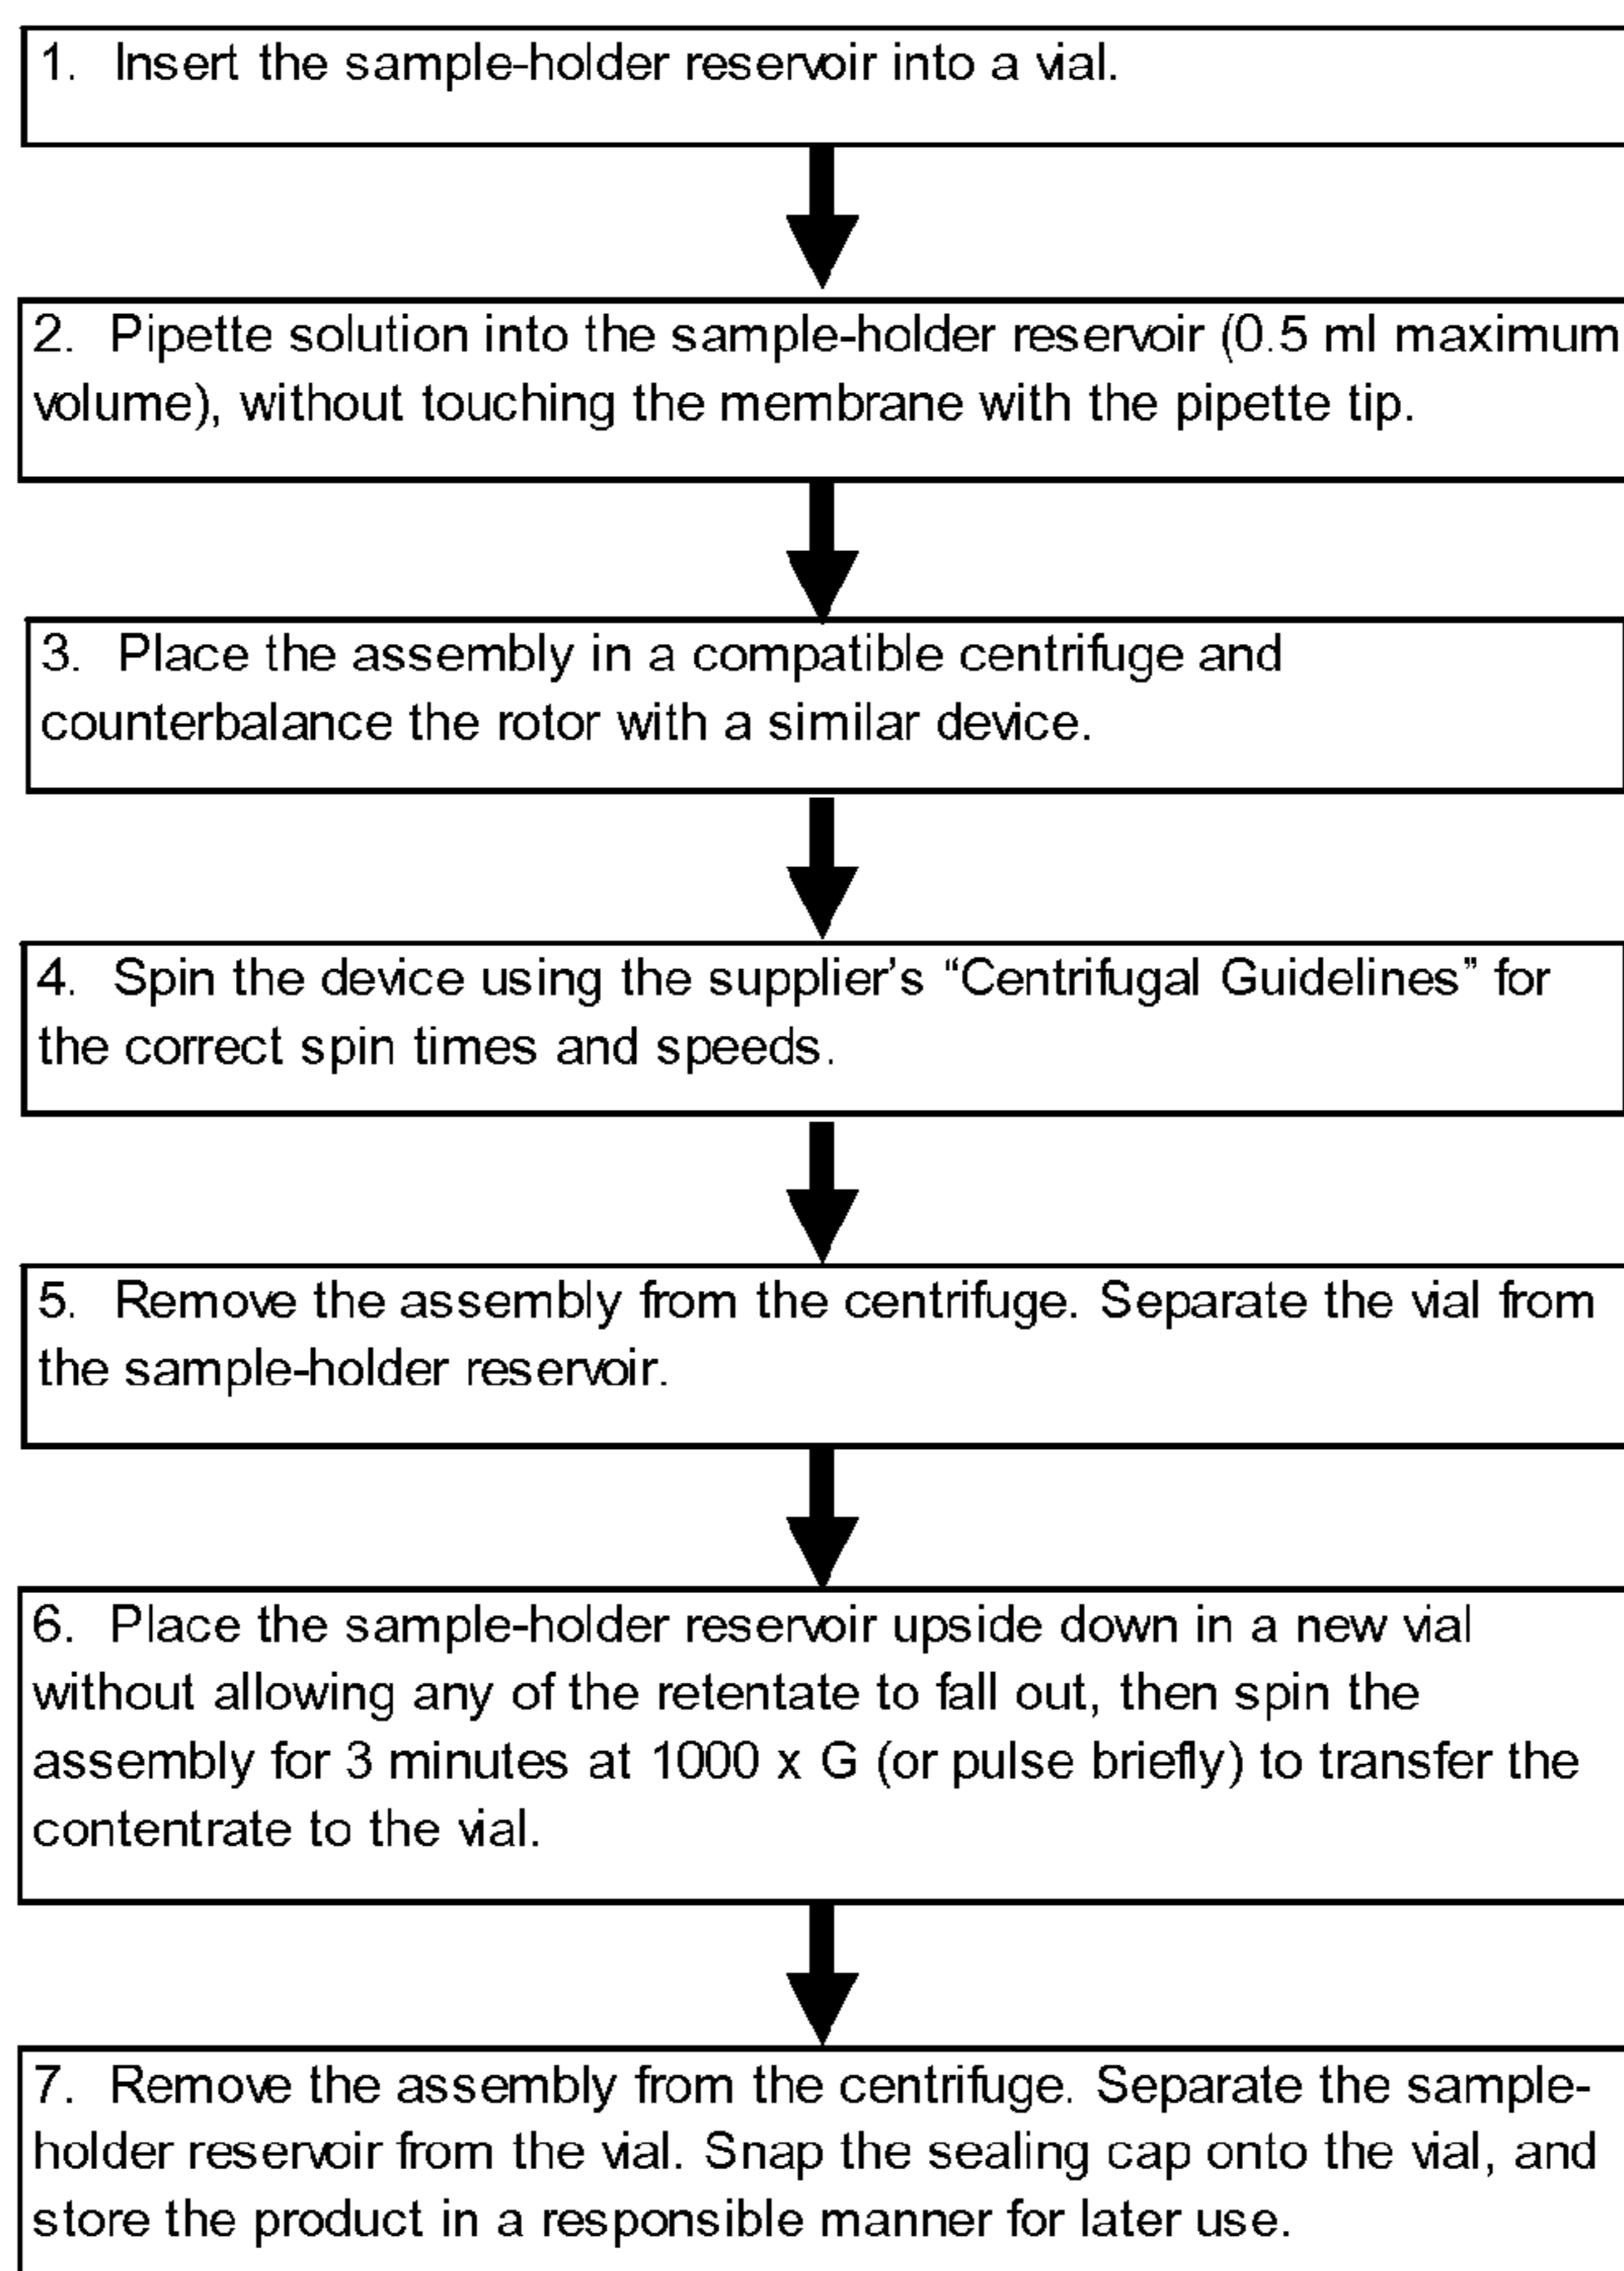 1. Insert the sample-holder reservoir into a vial.
2. Pipette solution into the sample-holder reservoir (0.5 ml maximum
volume), without touching the membrane with the pipette tip.
3. Place the assembly in a compatible centrifuge and
counterbalance the rotor with a similar device.
4. Spin the device using the supplier’s “Centrifugal Guidelines” for
the correct spin times and speeds.
5. Remove the assembly from the centrifuge. Separate the vial from
the sample-holder reservoir.
6. Place the sample-holder reservoir upside down in a new vial
without allowing any of the retentate to fall out, then spin the
assembly for 3 minutes at 1000 x G (or pulse briefly) to transfer the
contentrate to the vial.
7. Remove the assembly from the centrifuge. Separate the sample-
holder reservoir from the vial. Snap the sealing cap onto the vial, and
store the product in a responsible manner for later use.